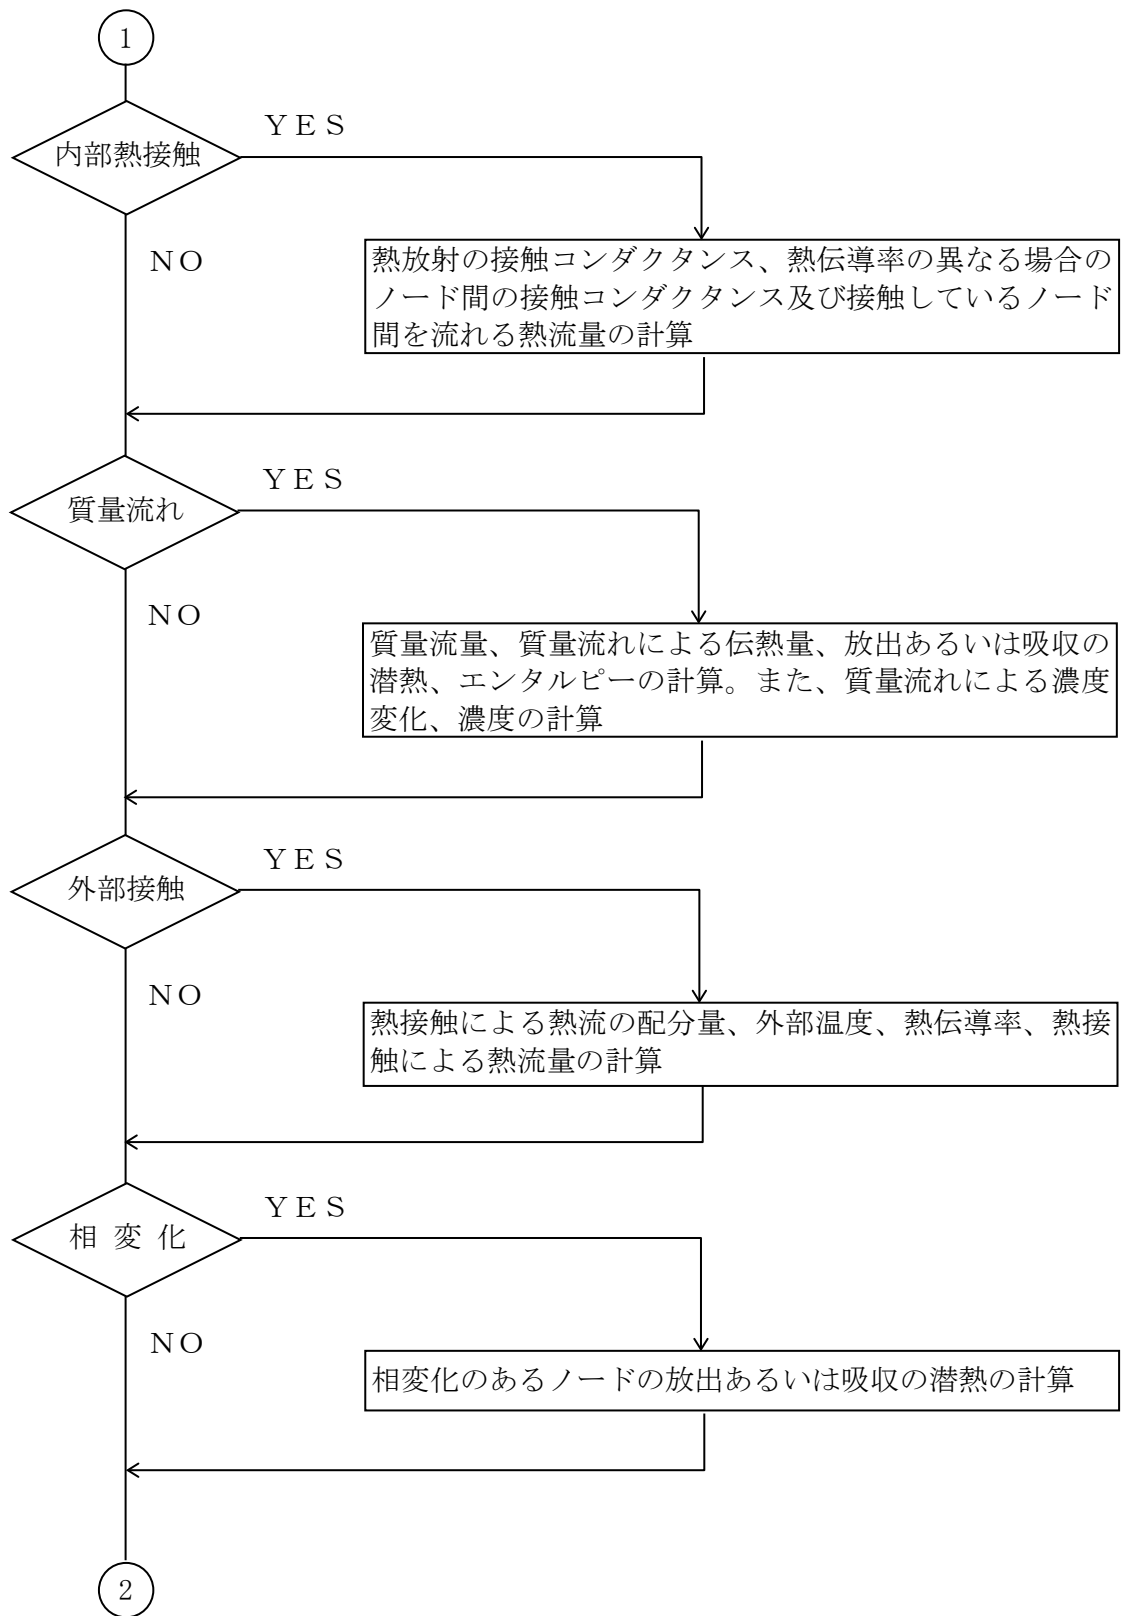 1
内部熱接触
ＹＥＳ
ＮＯ
熱放射の接触コンダクタンス、熱伝導率の異なる場合の
ノード間の接触コンダクタンス及び接触しているノード
間を流れる熱流量の計算
質量流れ
ＹＥＳ
ＮＯ
質量流量、質量流れによる伝熱量、放出あるいは吸収の
潜熱、エンタルピーの計算。また、質量流れによる濃度
変化、濃度の計算
外部接触
ＹＥＳ
ＮＯ
熱接触による熱流の配分量、外部温度、熱伝導率、熱接
触による熱流量の計算
相 変 化
ＹＥＳ
ＮＯ
相変化のあるノードの放出あるいは吸収の潜熱の計算
2